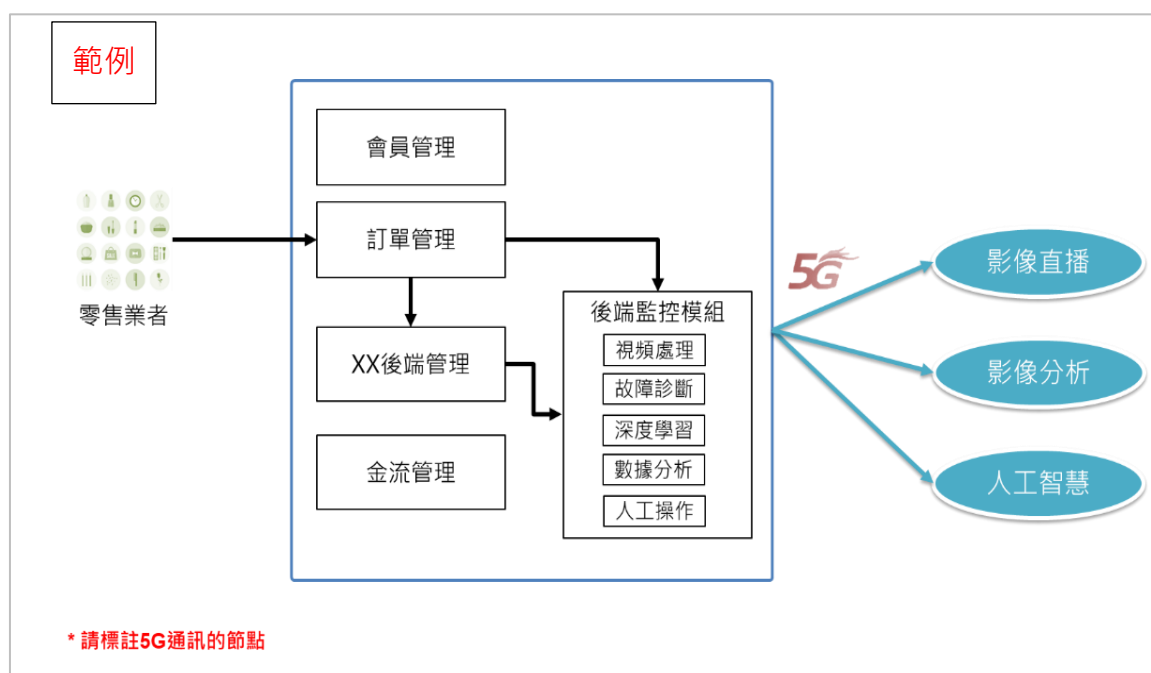 範例
會員管理
訂單管理
零售業者
XX後端管理
金流管理
後端監控模組
視頻處理
故障診斷
深度學習
數據分析
人工操作
5G
影像直播
影像分析
人工智慧
* 請標註5G通訊的節點